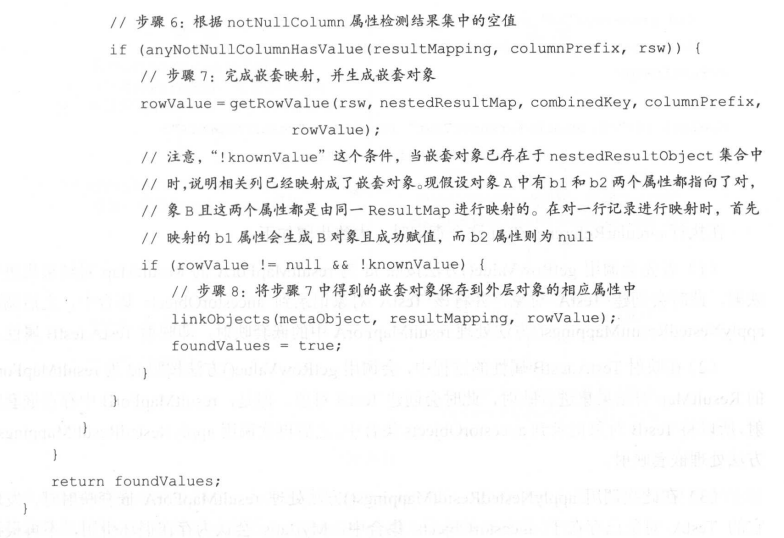 // 步骤 6：根据 notNullColumn 属性检测结果集中的空值
if (anyNotNullColumnHasValue(resultMapping, columnPrefix, rsw)) {
// 步骤 7：完成嵌套映射，并生成嵌套对象
rowValue = getRowValue(rsw, nestedResultMap, combinedKey, columnPrefix,
rowValue);
// 注意，“!knownValue”这个条件，当嵌套对象已存在于 nestedResultObject 集合中
// 时,说明相关列已经映射成了嵌套对象。现假设对象 A 中有 b1 和 b2 两个属性都指向了对,
// 象 B 且这两个属性都是由同一 ResultMap 进行映射的。在对一行记录进行映射时，首先
// 映射的 b1 属性会生成 B 对象且成功赋值，而 b2 属性则为 null
if (rowValue != null && !knownValue) {
// 步骤 8：将步骤 7 中得到的嵌套对象保存到外层对象的相应属性中
linkObjects(metaObject, resultMapping, rowValue);
foundValues = true;
}
}
}
return foundValues;
}